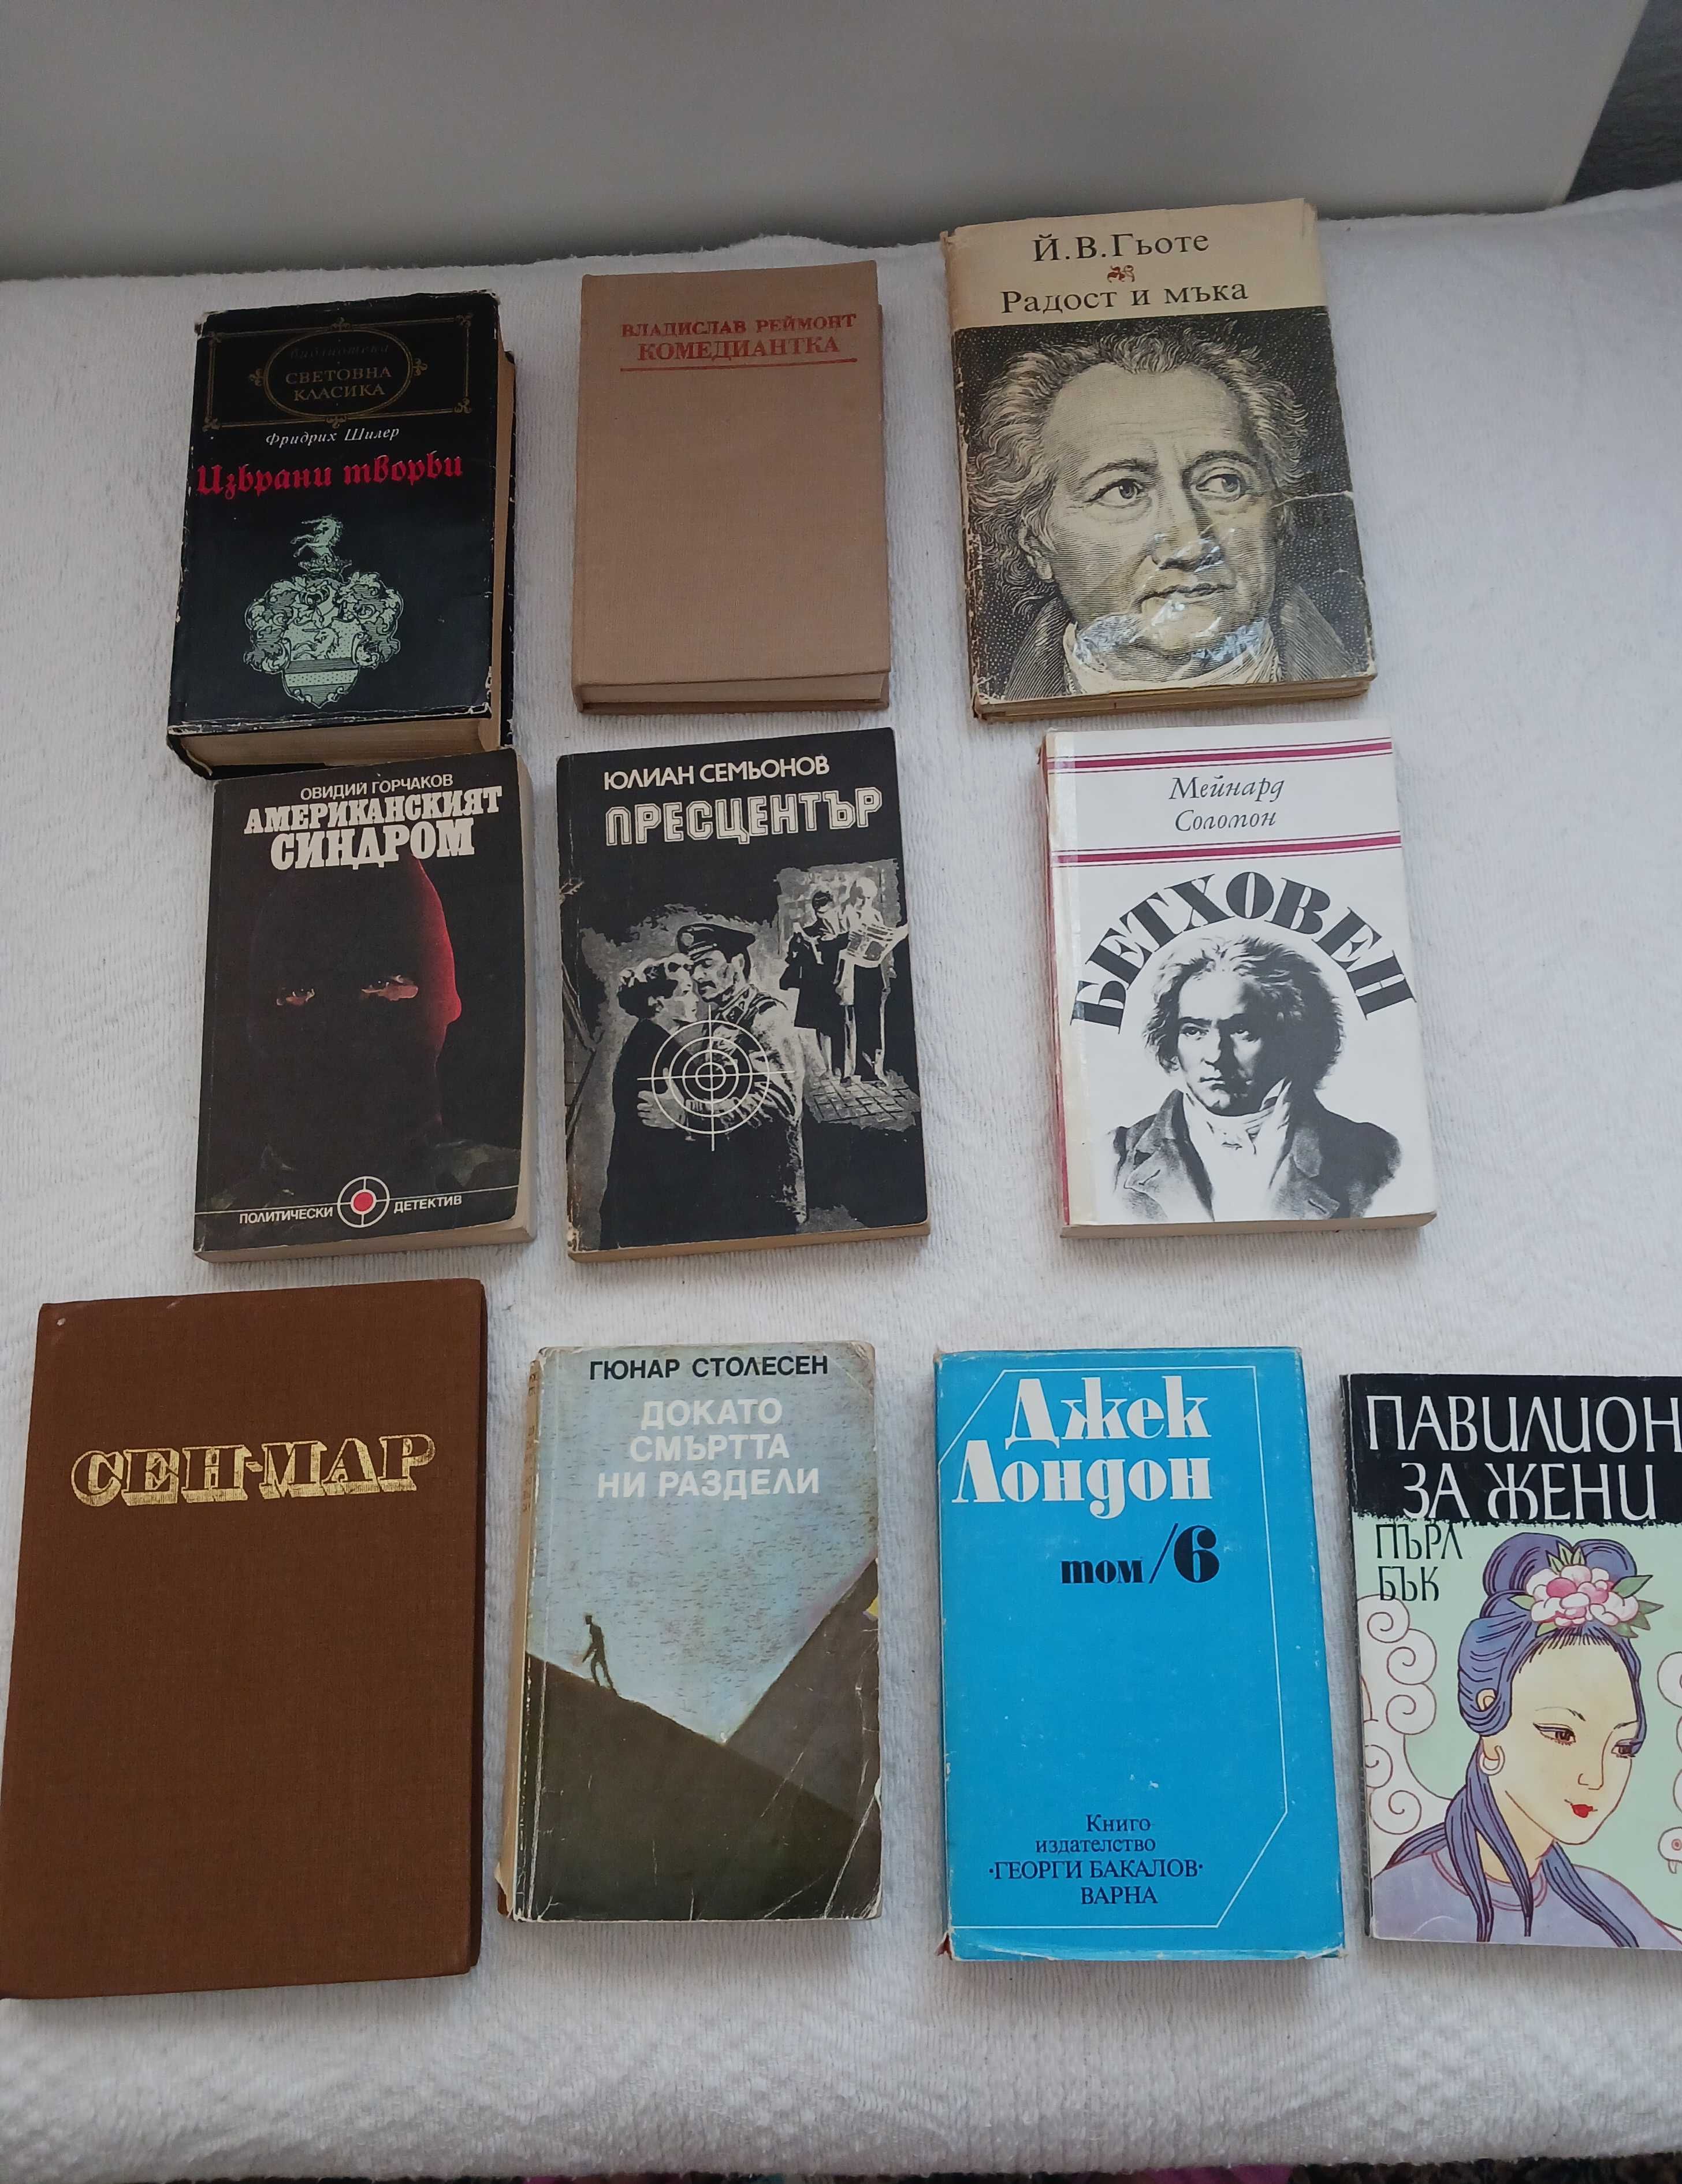 библиотека
СВЕТОВНА
КЛАСИКА
Фридрих Шилер
Избрани творби
ВЛАДИСЛАВ РЕЙМОНТ
КОМЕДИАНТКА
Й.В.Гьоте
Радост и мъка
ОВИДИЙ ГОРЧАКОВ
АМЕРИКАНСКИЯТ
СИНДРОМ
ПОЛИТИЧЕСКИ ДЕТЕКТИВ
ЮЛИАН СЕМЬОНОВ
ПРЕСЦЕНТЪР
Мейнард
Соломон
БЕТХОВЕН
СЕН-МАР
ГЮНАР СТОЛЕСЕН
ДОКАТО
СМЪРТТА
НИ РАЗДЕЛИ
Джек
Лондон
том/6
Книго
издателство
·ГЕОРГИ БАКАЛОВ·
ВАРНА
ПАВИЛИОН
ЗА ЖЕНИ
ПЪРЛ
БЪК